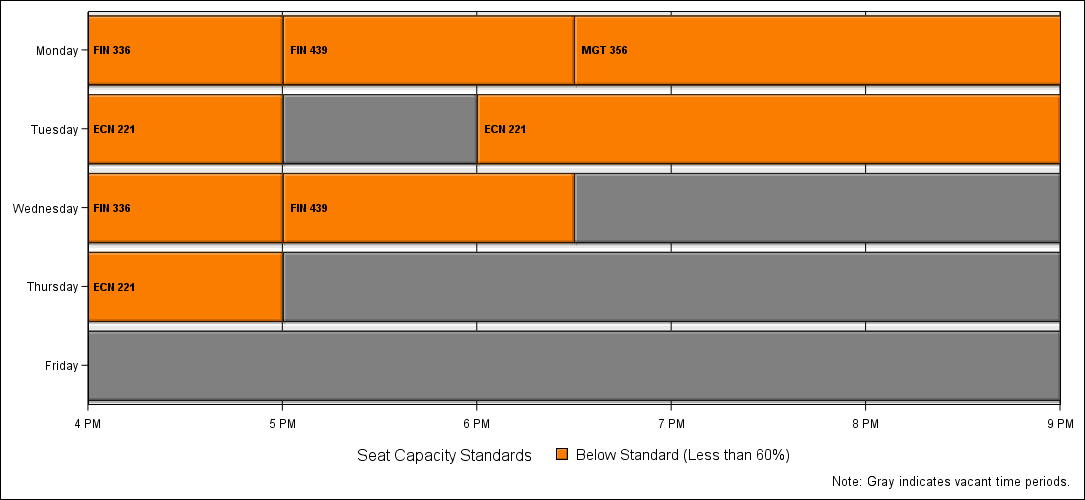 Monday FIN 336 FIN 439 MGT 356
Tuesday ECN 221 ECN 221
Wednesday FIN 336 FIN 439
Thursday ECN 221
Friday
4 PM 5 PM 6 PM 7 PM 8 PM 9 PM
Seat Capacity Standards Below Standard (Less than 60%)
Note: Gray indicates vacant time periods.